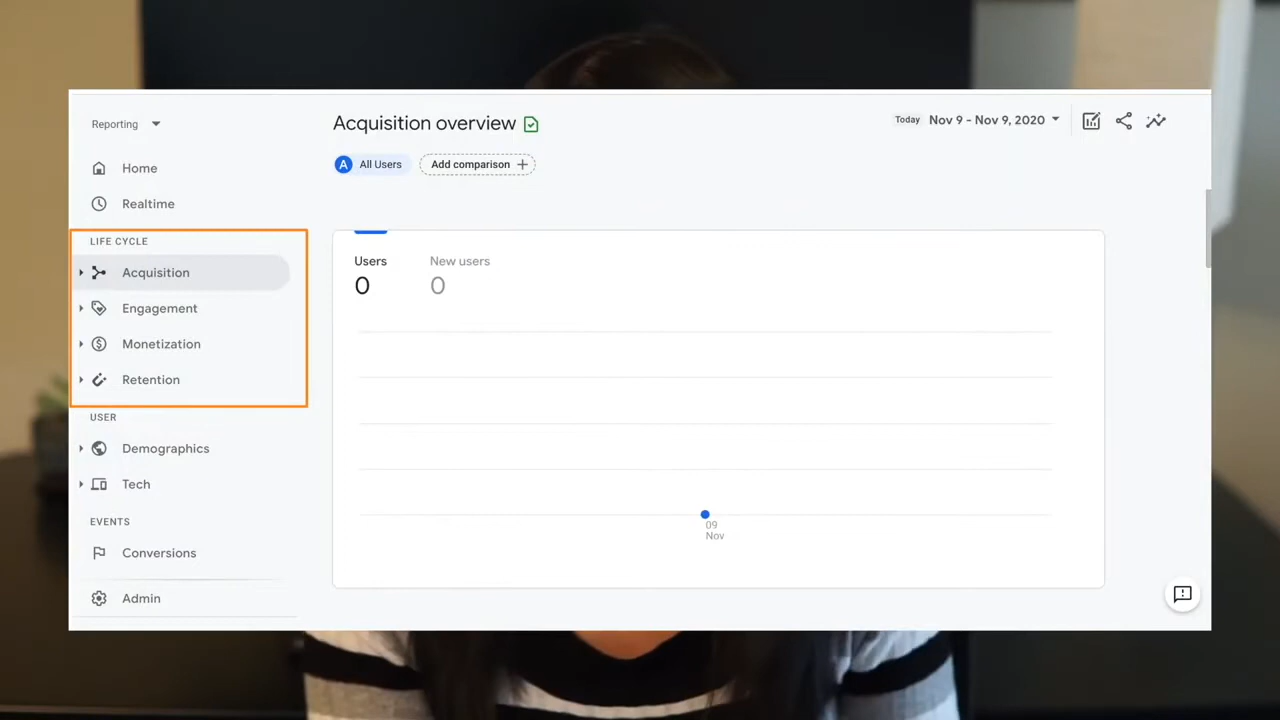 Reporting
Home
Realtime
LIFE CYCLE
Acquisition
Engagement
Monetization
Retention
USER
Demographics
Tech
EVENTS
Conversions
Admin
Acquisition overview
Today Nov 9 - Nov 9, 2020
A All Users
Add comparison +
Users New users
0 0
09
Nov